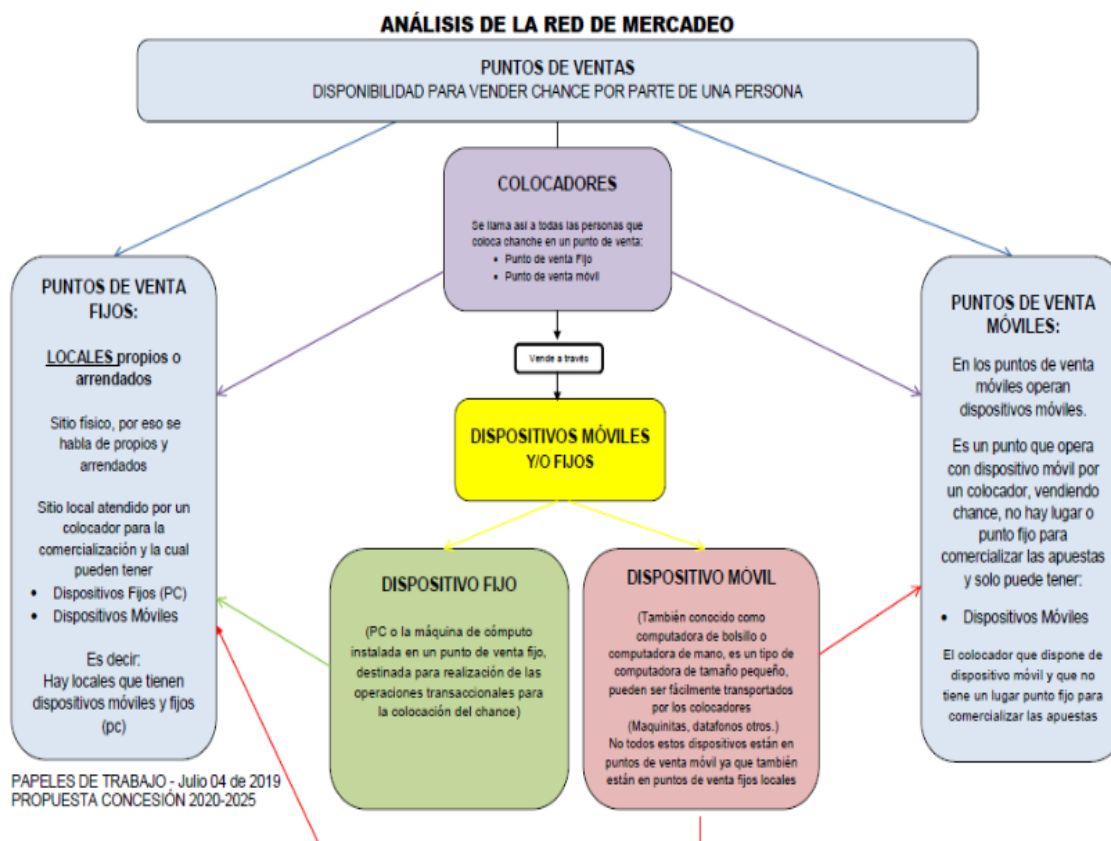 ANÁLISIS DE LA RED DE MERCADEO
PUNTOS DE VENTAS
DISPONIBILIDAD PARA VENDER CHANCE POR PARTE DE UNA PERSONA
COLOCADORES
Se llama así a todas las personas que
coloca chanche en un punto de venta:
• Punto de venta Fijo
• Punto de venta móvil
PUNTOS DE VENTA
FIJOS:
LOCALES propios o
arrendados
Sitio físico, por eso se
habla de propios y
arrendados
Sitio local atendido por un
colocador para la
comercialización y la cual
pueden tener
• Dispositivos Fijos (PC)
• Dispositivos Móviles
Es decir:
Hay locales que tienen
dispositivos móviles y fijos
(pc)
Vende a través
DISPOSITIVOS MÓVILES
Y/O FIJOS
PUNTOS DE VENTA
MÓVILES:
En los puntos de venta
móviles operan
dispositivos móviles.
Es un punto que opera
con dispositivo móvil por
un colocador, vendiendo
chance, no hay lugar o
punto fijo para
comercializar las apuestas
y solo puede tener:
• Dispositivos Móviles
El colocador que dispone de
dispositivo móvil y que no
tiene un lugar punto fijo para
comercializar las apuestas
DISPOSITIVO FIJO
(PC o la máquina de cómputo
instalada en un punto de venta fijo,
destinada para realización de las
operaciones transaccionales para
la colocación del chance)
DISPOSITIVO MÓVIL
(También conocido como
computadora de bolsillo o
computadora de mano, es un tipo de
computadora de tamaño pequeño,
pueden ser fácilmente transportados
por los colocadores
(Maquinitas, datafonos otros.)
No todos estos dispositivos están en
puntos de venta móvil ya que también
están en puntos de venta fijos locales
PAPELES DE TRABAJO - Julio 04 de 2019
PROPUESTA CONCESIÓN 2020-2025